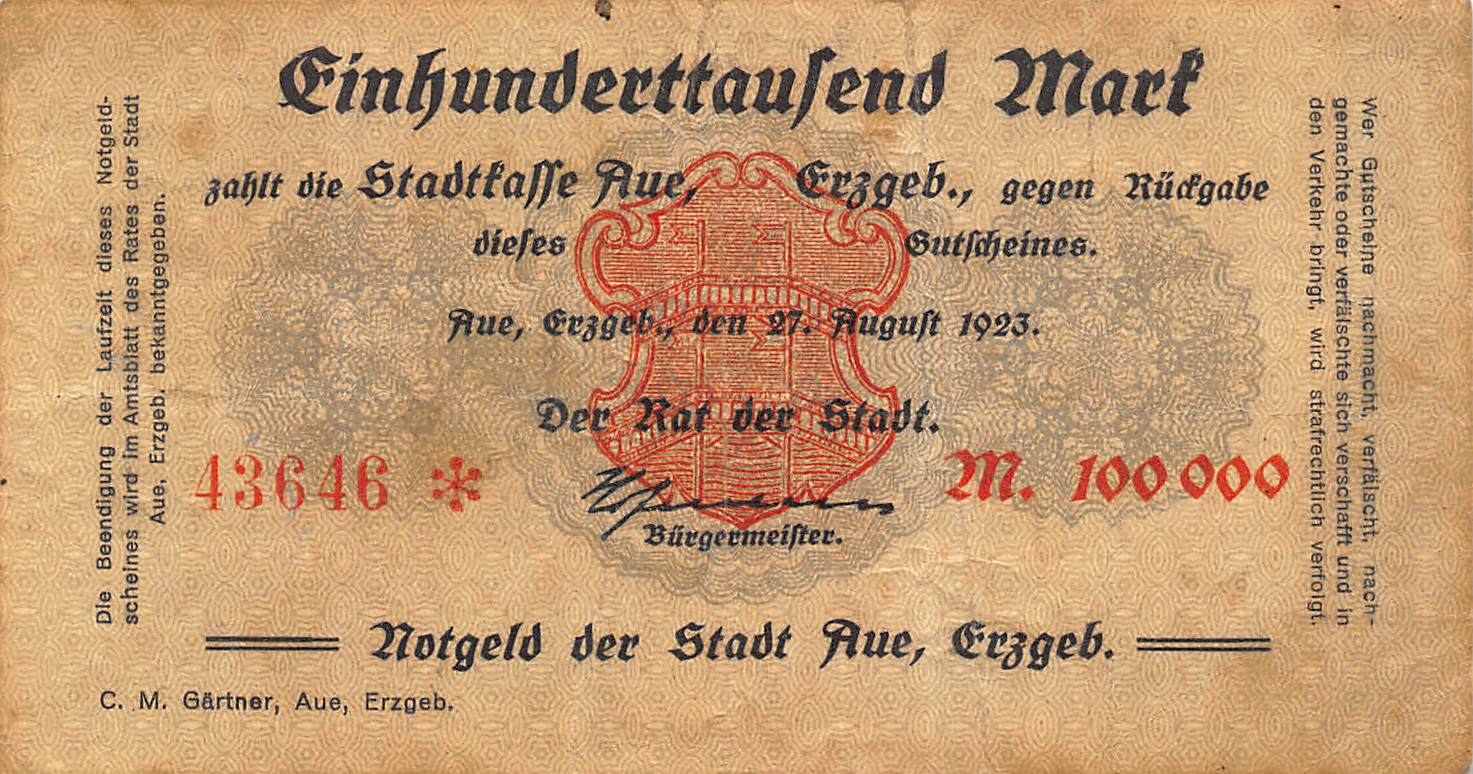 Einhunderttauſend Mark
zahlt die Stadtkaſſe Aue, Erzgeb., gegen Rückgabe
dieſes Gutſcheines.
Aue, Erzgeb., den 27. Auguſt 1923.
Der Rat der Stadt.
43646 * M. 100 000
Bürgermeiſter.
Notgeld der Stadt Aue, Erzgeb.
C. M. Gärtner, Aue, Erzgeb.
Die Beendigung der Laufzeit dieses Notgeld-
scheines wird im Amtsblatt des Rates der Stadt
Aue, Erzgeb. bekanntgegeben.
Wer Gutscheine nachmacht, verfälscht, nach-
gemachte oder verfälschte sich verschafft und in
den Verkehr bringt, wird strafrechtlich verfolgt.